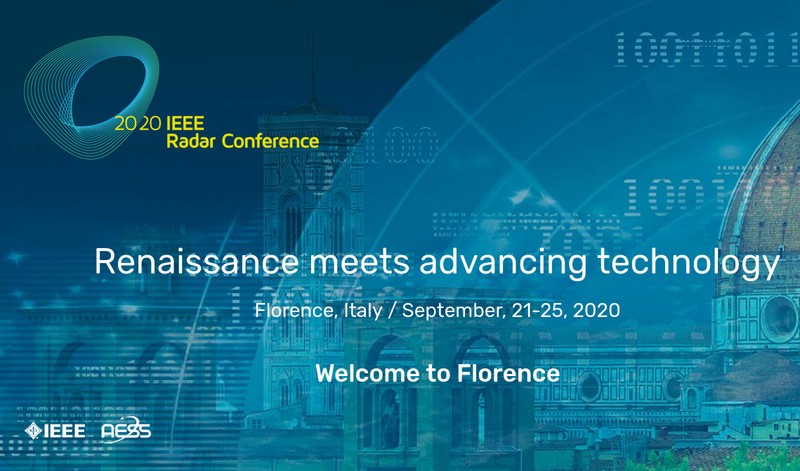 10011011
2020 IEEE
Radar Conference
Renaissance meets advancing technology
Florence, Italy / September, 21-25, 2020
Welcome to Florence
IEEE AESS